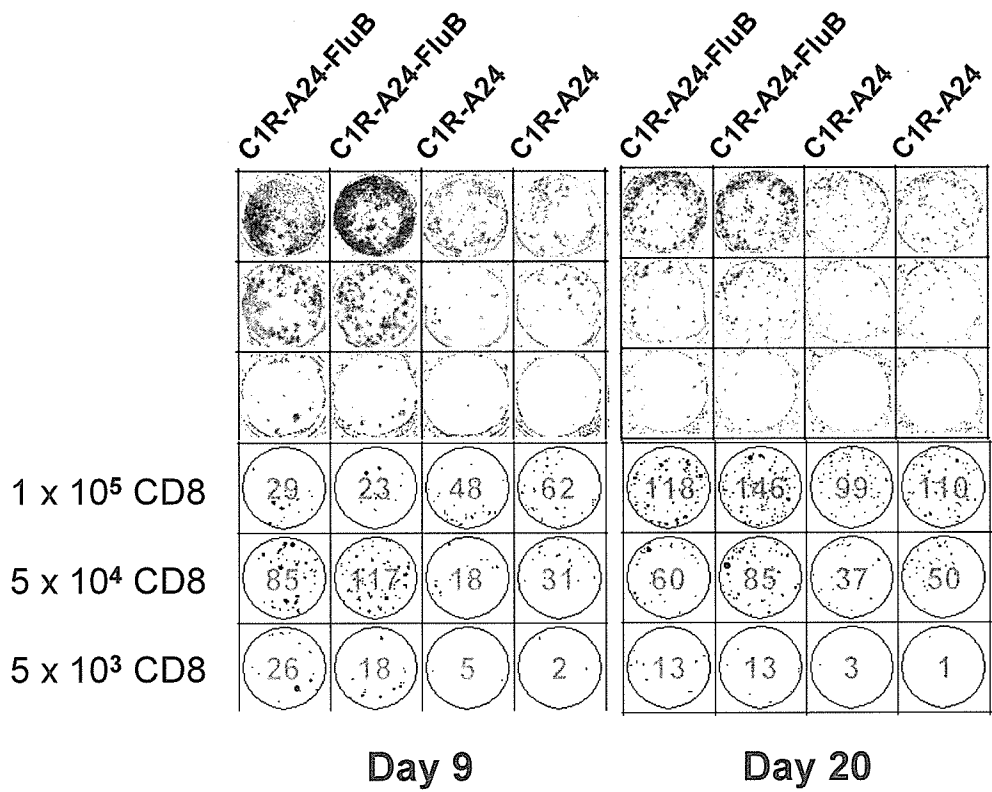 C1R-A24-FluB
C1R-A24-FluB
C1R-A24
C1R-A24
C1R-A24-FluB
C1R-A24-FluB
C1R-A24
C1R-A24
1 x 10⁵ CD8 29 23 48 62 118 146 99 110
5 x 10⁴ CD8 85 117 18 31 60 85 37 50
5 x 10³ CD8 26 18 5 2 13 13 3 1
Day 9 Day 20